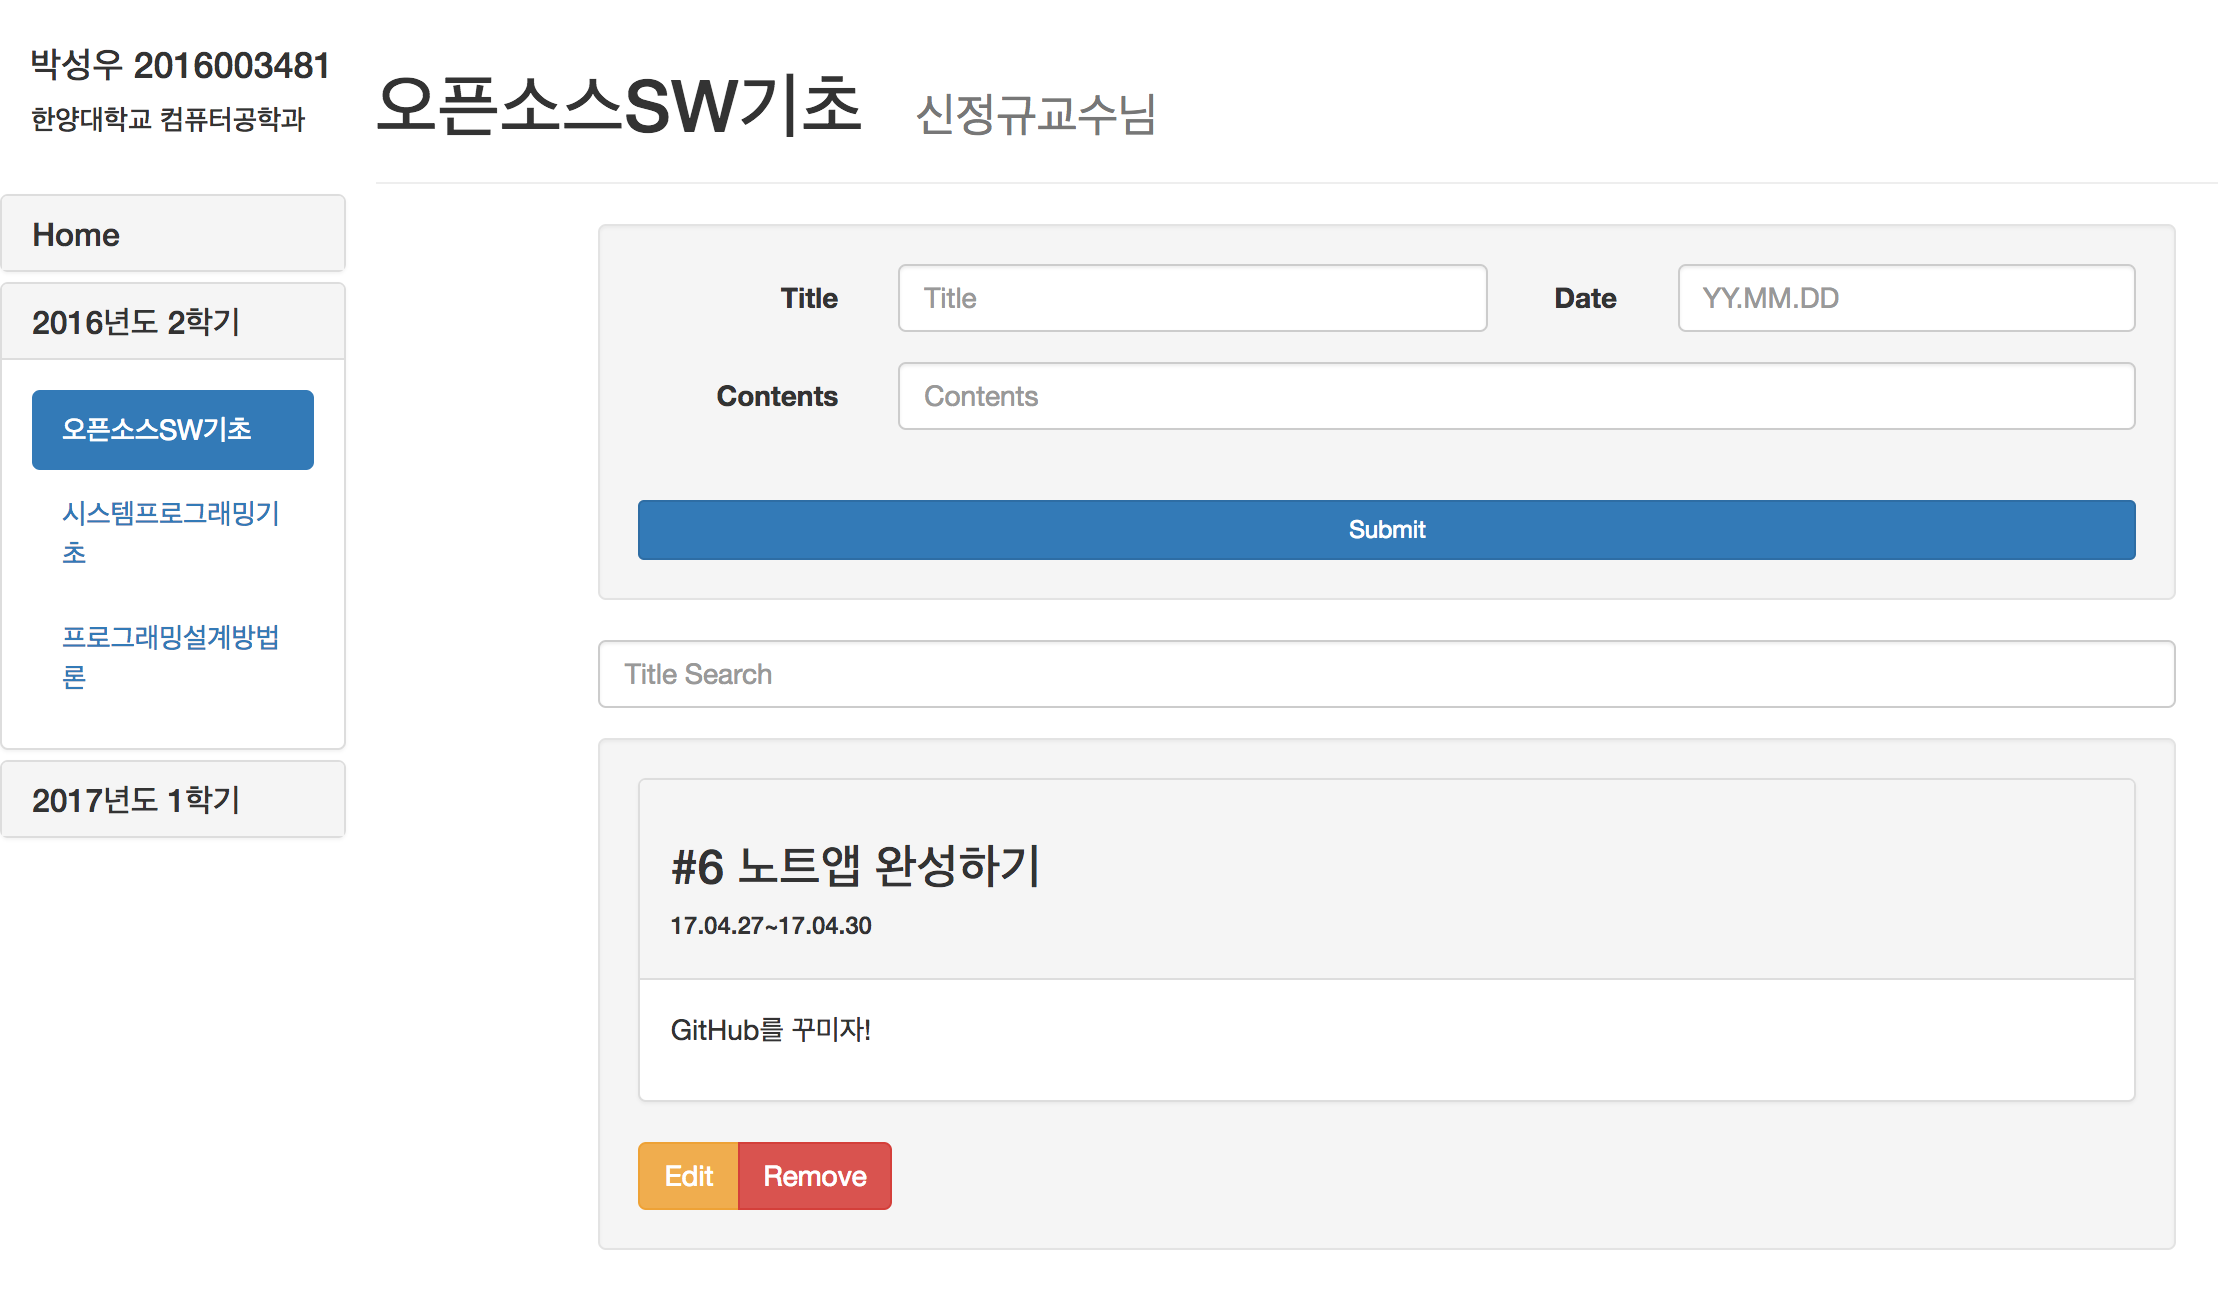 박성우 2016003481
한양대학교 컴퓨터공학과
Home
2016년도 2학기
오픈소스SW기초
시스템프로그래밍기
초
프로그래밍설계방법
론
2017년도 1학기
오픈소스SW기초 신정규교수님
Title Title Date YY.MM.DD
Contents Contents
Submit
Title Search
#6 노트앱 완성하기
17.04.27~17.04.30
GitHub를 꾸미자!
Edit Remove